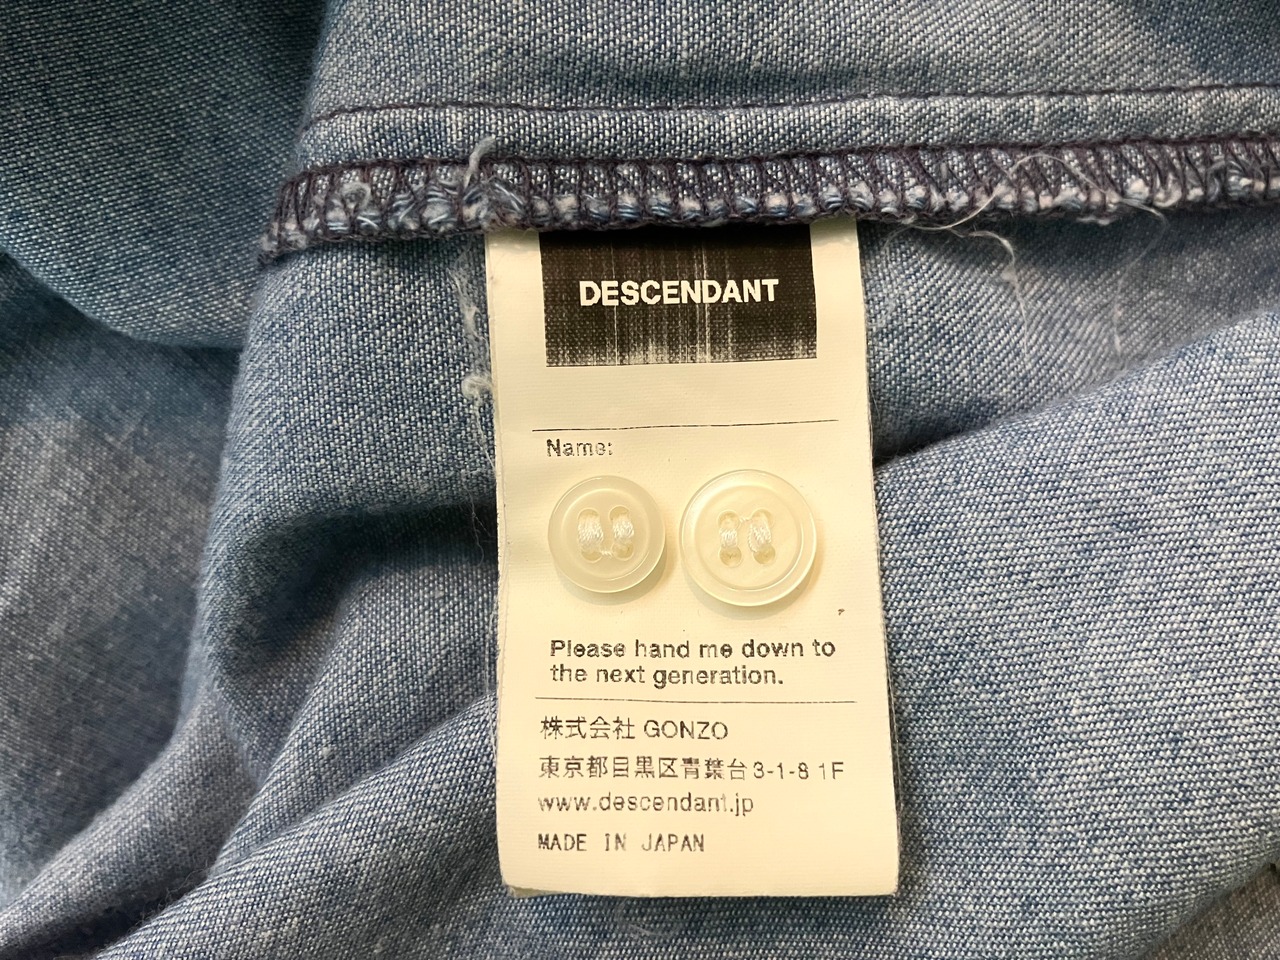 DESCENDANT
Name:
Please hand me down to
the next generation.
株式会社 GONZO
東京都目黒区青葉台3-1-8 1F
www.descendant.jp
MADE IN JAPAN